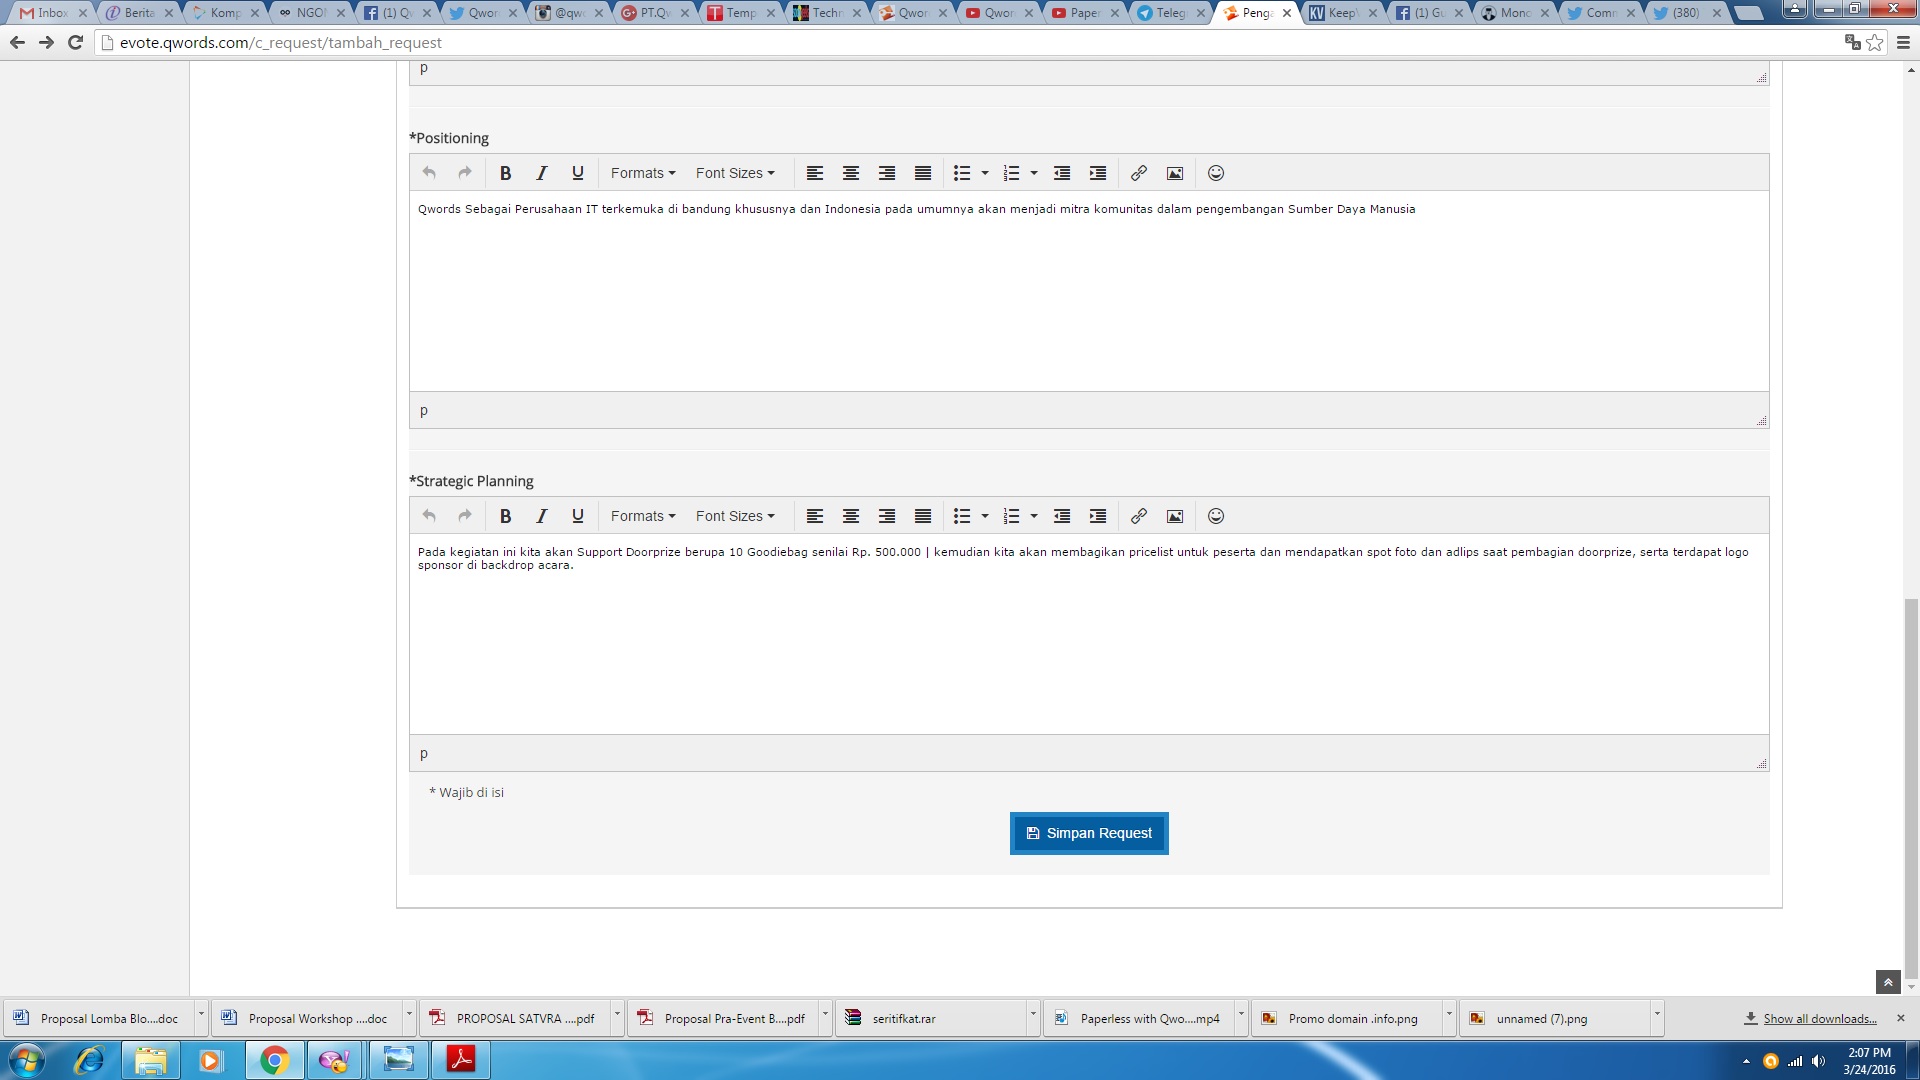 Inbox
Berita
Komp
NGON
(1) Qw
Qwor
@qwo
PT.Qw
Temp
Techn
Qwor
Qwor
Paper
Teleg
Penga
KeepV
(1) Gu
Mono
Comm
(380)
evote.qwords.com/c_request/tambah_request
p
*Positioning
B I U Formats Font Sizes
Qwords Sebagai Perusahaan IT terkemuka di bandung khususnya dan Indonesia pada umumnya akan menjadi mitra komunitas dalam pengembangan Sumber Daya Manusia
p
*Strategic Planning
B I U Formats Font Sizes
Pada kegiatan ini kita akan Support Doorprize berupa 10 Goodiebag senilai Rp. 500.000 | kemudian kita akan membagikan pricelist untuk peserta dan mendapatkan spot foto dan adlips saat pembagian doorprize, serta terdapat logo
sponsor di backdrop acara.
p
* Wajib di isi
Simpan Request
Proposal Lomba Blo....doc
Proposal Workshop ....doc
PROPOSAL SATVRA ....pdf
Proposal Pra-Event B....pdf
seritifkat.rar
Paperless with Qwo....mp4
Promo domain .info.png
unnamed (7).png
Show all downloads...
2:07 PM
3/24/2016